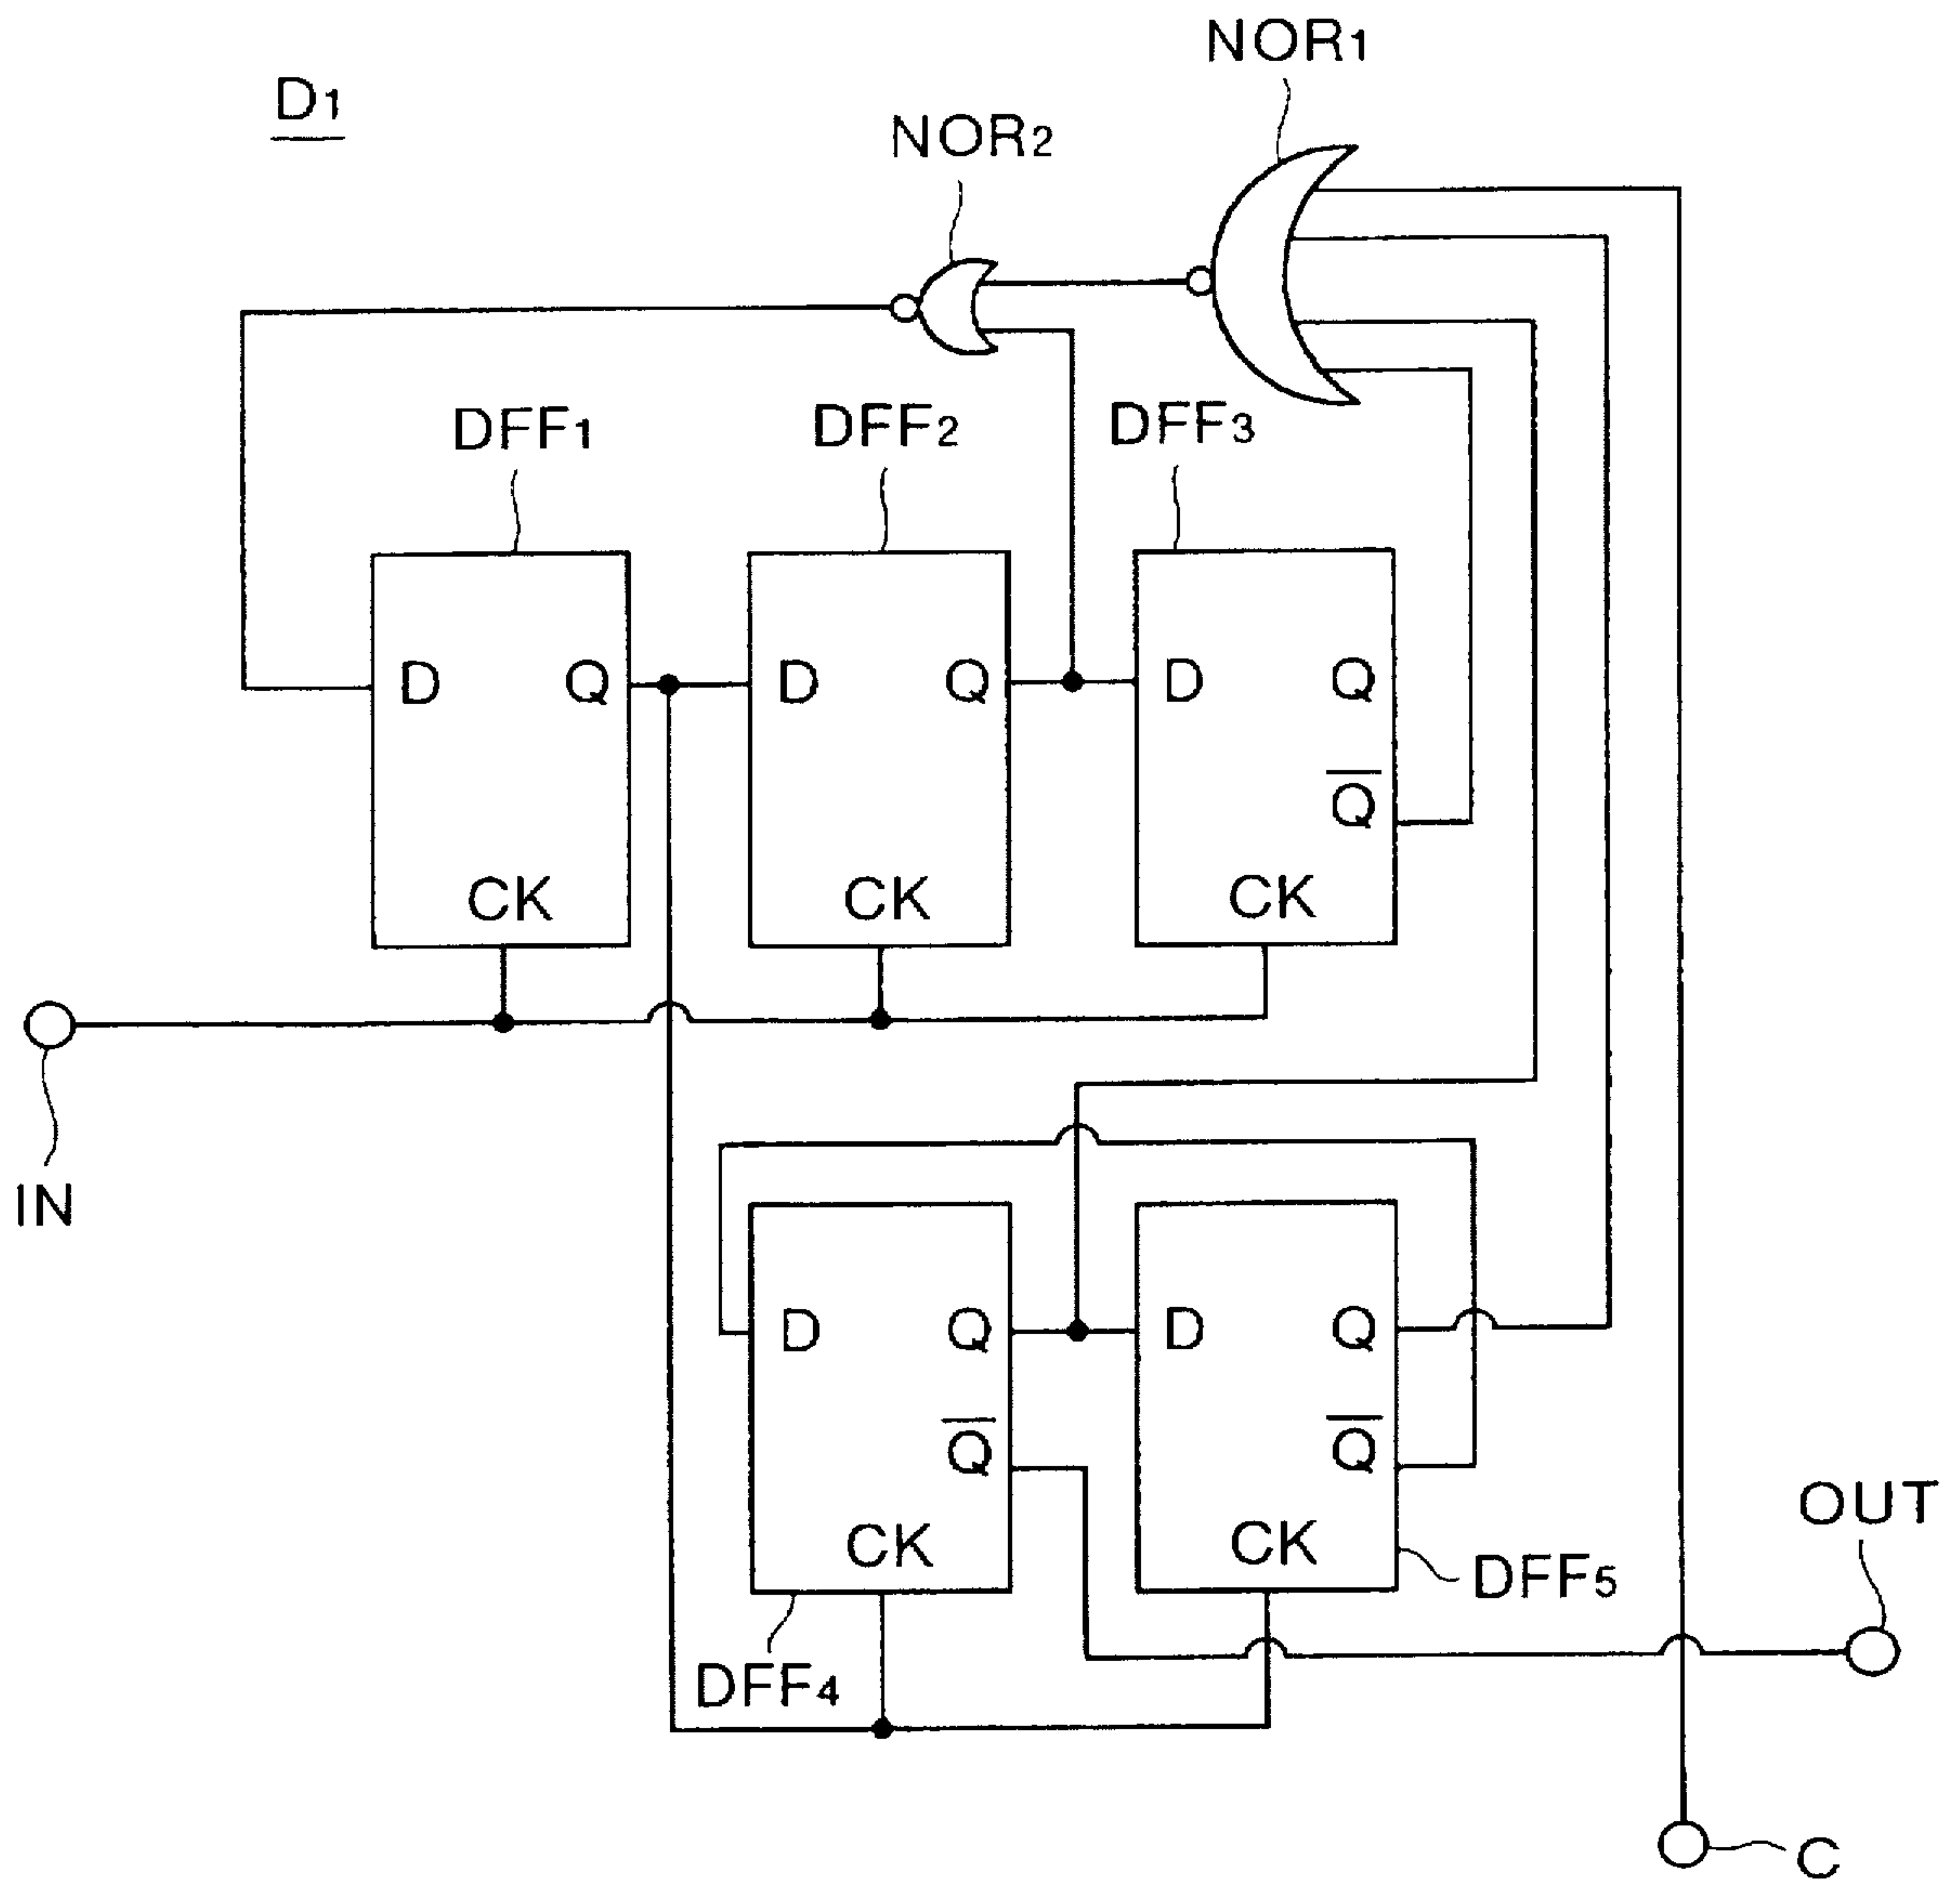 NOR1
D1
NOR2
DFF1
DFF2
DFF3
D Q
D Q
D Q
Q
CK
CK
CK
IN
D Q
D Q
Q
Q
CK
CK
OUT
DFF5
DFF4
C